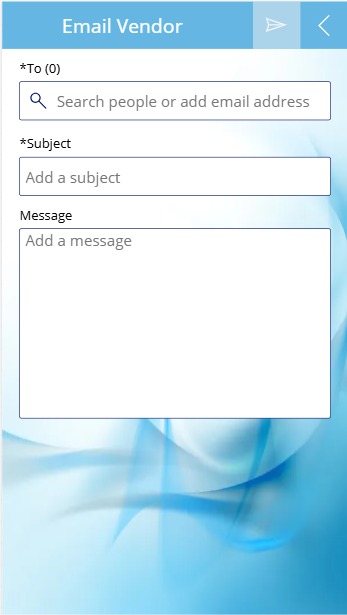 Email Vendor
*To (0)
Search people or add email address
*Subject
Add a subject
Message
Add a message